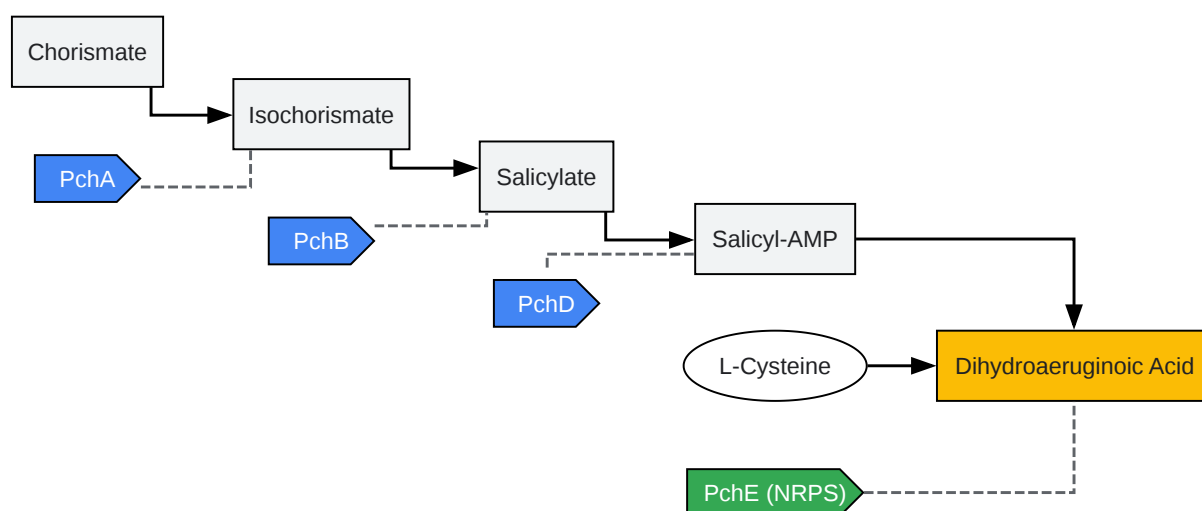 Chorismate
Isochorismate
PchA
Salicylate
PchB
Salicyl-AMP
PchD
L-Cysteine
Dihydroaeruginoic Acid
PchE (NRPS)